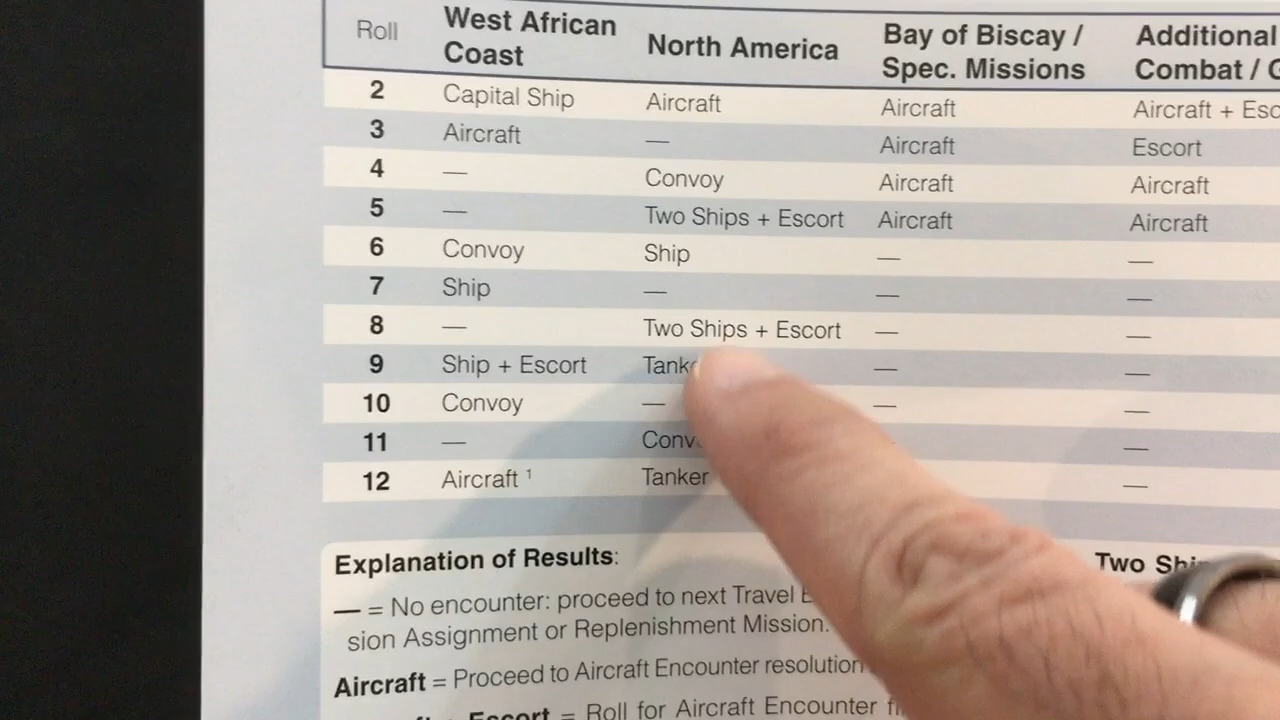 Roll West African Coast North America Bay of Biscay / Spec. Missions Additional Combat /
2 Capital Ship Aircraft Aircraft Aircraft +
3 Aircraft — Aircraft Escort
4 — Convoy Aircraft Aircraft
5 — Two Ships + Escort Aircraft Aircraft
6 Convoy Ship — —
7 Ship — — —
8 — Two Ships + Escort — —
9 Ship + Escort — —
10 Convoy — — —
11 — —
12 Aircraft ¹ Tanker —
Explanation of Results:
Two
— = No encounter: proceed to next Travel
sion Assignment or Replenishment Mission.
Aircraft = Proceed to Aircraft Encounter resolution
Escort = Roll for Aircraft Encounter